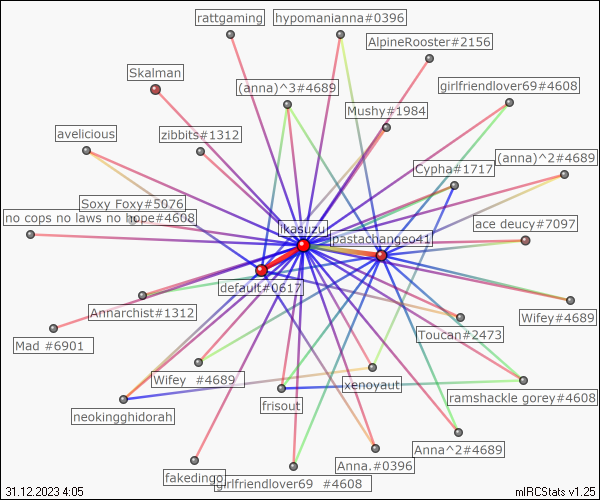 rattgaming
hypomanianna#0396
AlpineRooster#2156
Skalman
(anna)^3#4689
girlfriendlover69#4608
Mushy#1984
avelicious
zibbits#1312
(anna)^2#4689
Cypha#1717
Soxy Foxy#5076
no cops no laws no hope#4608
ace deucy#7097
ikasuzu
pastachangeo41
default#0617
Annarchist#1312
Wifey#4689
Mad #6901
Toucan#2473
Wifey #4689
xenoyaut
ramshackle gorey#4608
neokingghidorah
frisout
Anna^2#4689
Anna.#0396
fakedingo
girlfriendlover69 #4608
31.12.2023 4:05
mIRCStats v1.25